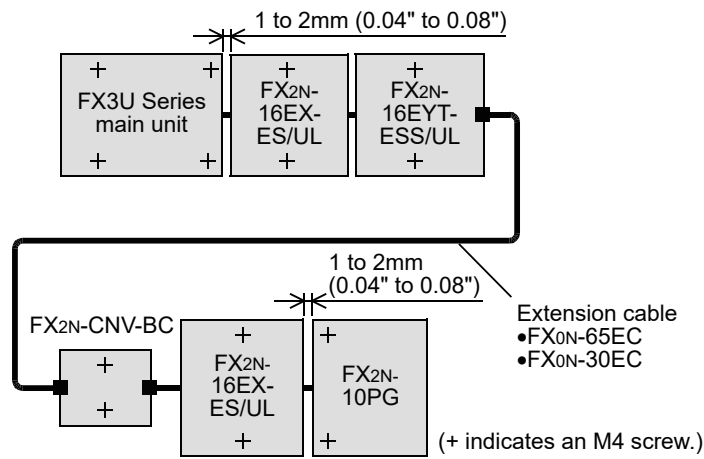 1 to 2mm (0.04" to 0.08")
FX3U Series
main unit
FX2N-
16EX-
ES/UL
FX2N-
16EYT-
ESS/UL
1 to 2mm
(0.04" to 0.08")
Extension cable
•FX0N-65EC
•FX0N-30EC
FX2N-CNV-BC
FX2N-
16EX-
ES/UL
FX2N-
10PG
(+ indicates an M4 screw.)